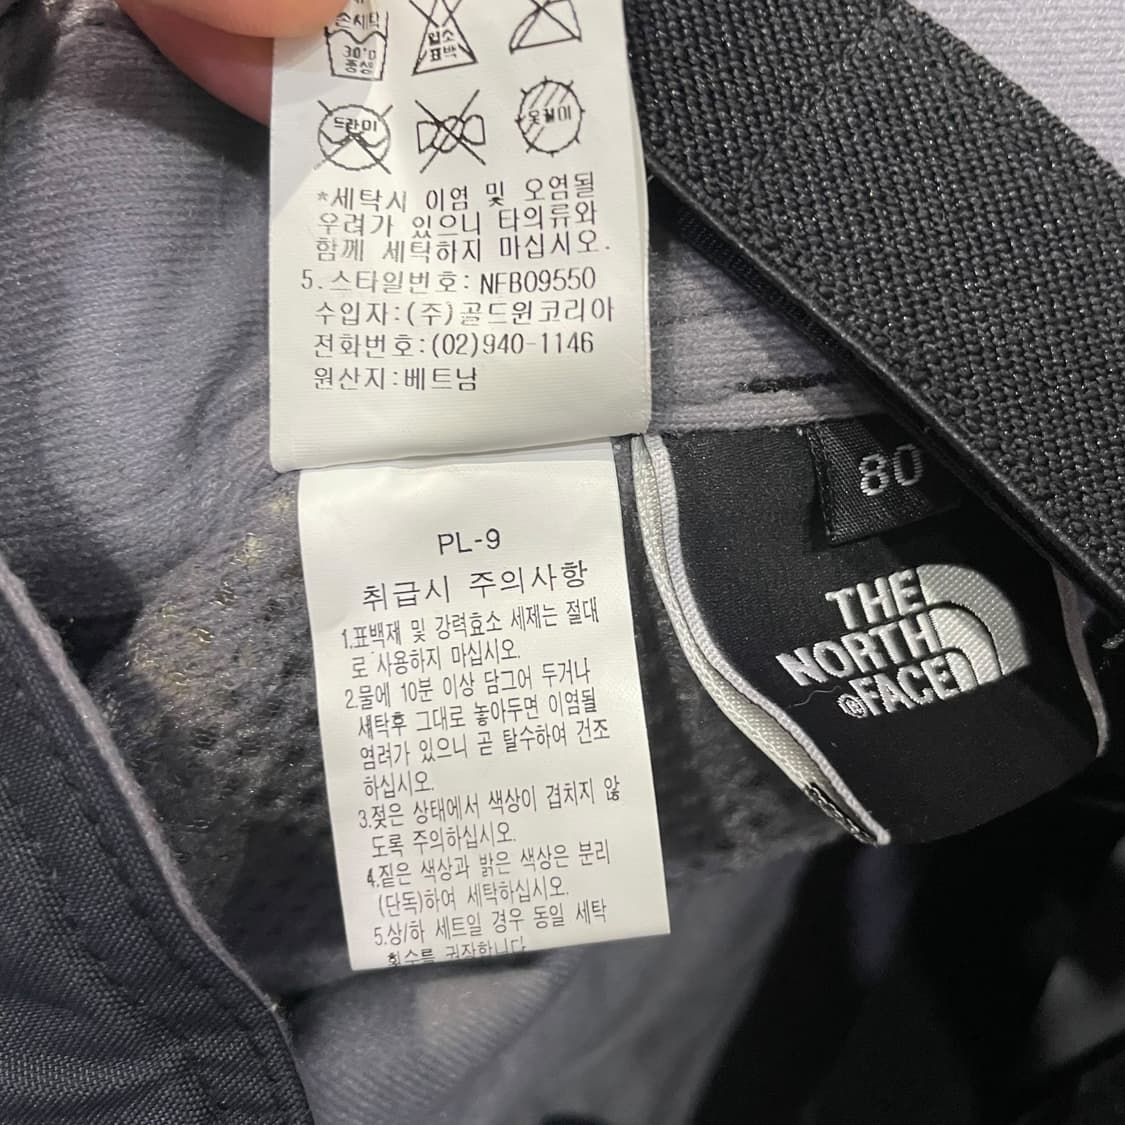 손세탁
30℃
중성
염소
표백
드라이
옷걸이
*세탁시 이염 및 오염될
우려가 있으니 타의류와
함께 세탁하지 마십시오.
5.스타일번호: NFB09550
수입자:(주)골드윈코리아
전화번호:(02)940-1146
원산지:베트남
PL-9
취급시 주의사항
1.표백재 및 강력효소 세제는 절대
로 사용하지 마십시오.
2.물에 10분 이상 담그어 두거나
세탁후 그대로 놓아두면 이염될
염려가 있으니 곧 탈수하여 건조
하십시오.
3.젖은 상태에서 색상이 겹치지 않
도록 주의하십시오.
4.짙은 색상과 밝은 색상은 분리
(단독)하여 세탁하십시오.
5.상/하 세트일 경우 동일 세탁
횟수를 권장합니다
80
THE
NORTH
®FACE